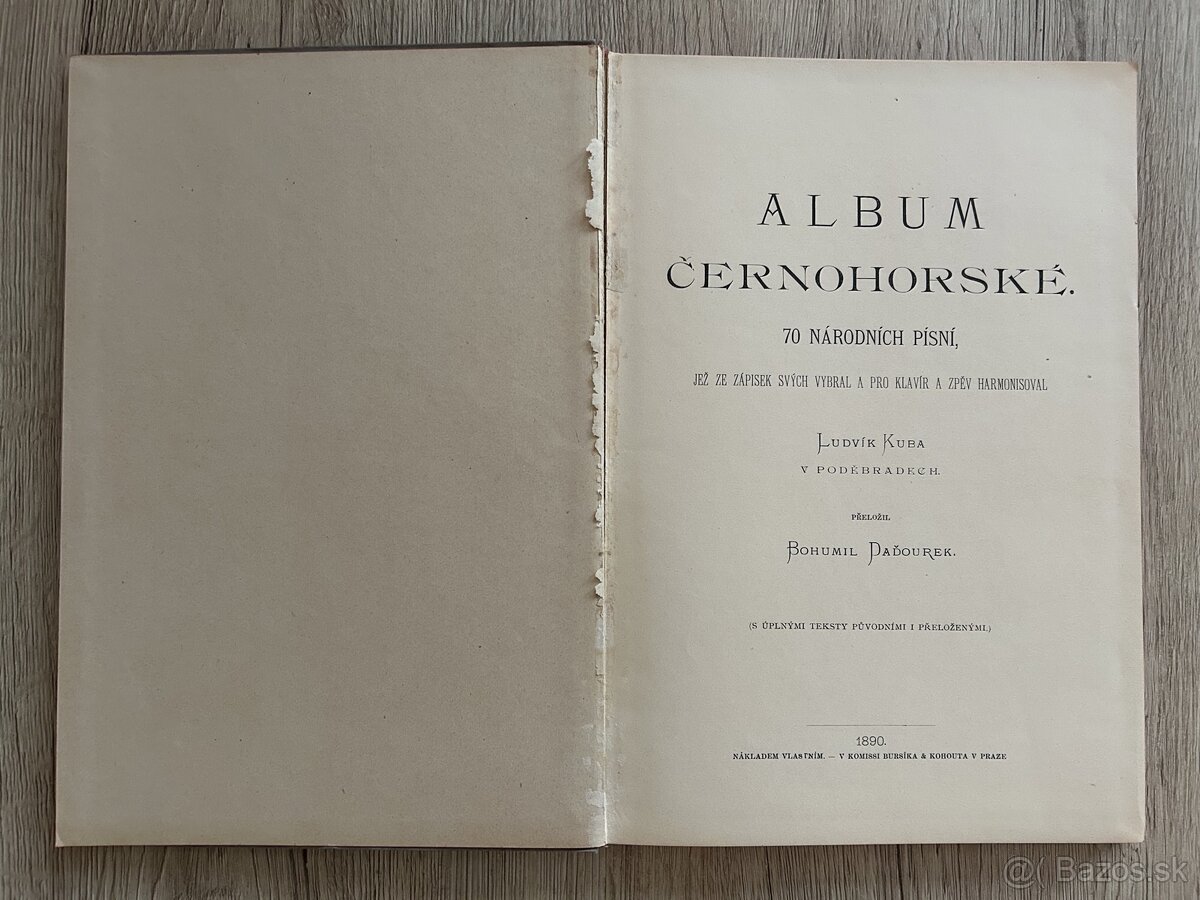 ALBUM
ČERNOHORSKÉ.
70 NÁRODNÍCH PÍSNÍ,
JEŽ ZE ZÁPISEK SVÝCH VYBRAL A PRO KLAVÍR A ZPĚV HARMONISOVAL
LUDVÍK KUBA
V PODĚBRADECH.
PŘELOŽIL
BOHUMIL DAĎOUREK.
(S ÚPLNÝMI TEKSTY PŮVODNÍMI I PŘELOŽENÝMI.)
1890.
NÁKLADEM VLASTNÍM. — V KOMISSI BURSÍKA & KOHOUTA V PRAZE
@( Bazos.sk